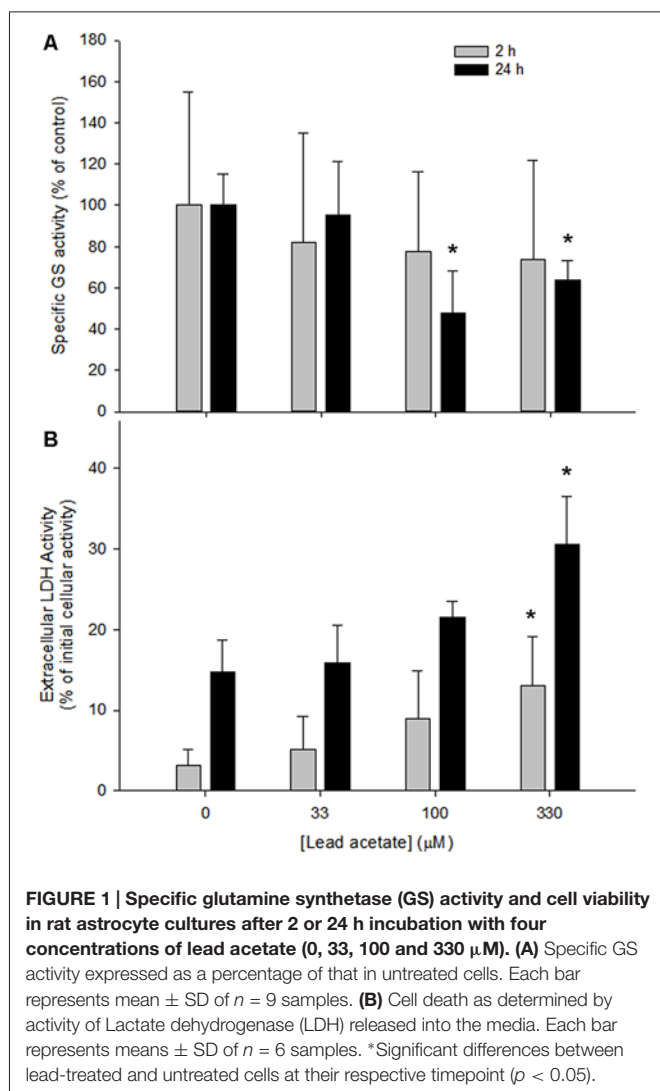 A
180
160
140
120
100
80
60
40
20
0
Specific GS activity (% of control)
2 h
24 h
*
*
B
40
30
20
10
0
Extracellular LDH Activity
(% of initial cellular activity)
*
*
0 33 100 330
[Lead acetate] (μM)
FIGURE 1 | Specific glutamine synthetase (GS) activity and cell viability
in rat astrocyte cultures after 2 or 24 h incubation with four
concentrations of lead acetate (0, 33, 100 and 330 μM). (A) Specific GS
activity expressed as a percentage of that in untreated cells. Each bar
represents mean ± SD of n = 9 samples. (B) Cell death as determined by
activity of Lactate dehydrogenase (LDH) released into the media. Each bar
represents means ± SD of n = 6 samples. *Significant differences between
lead-treated and untreated cells at their respective timepoint (p < 0.05).